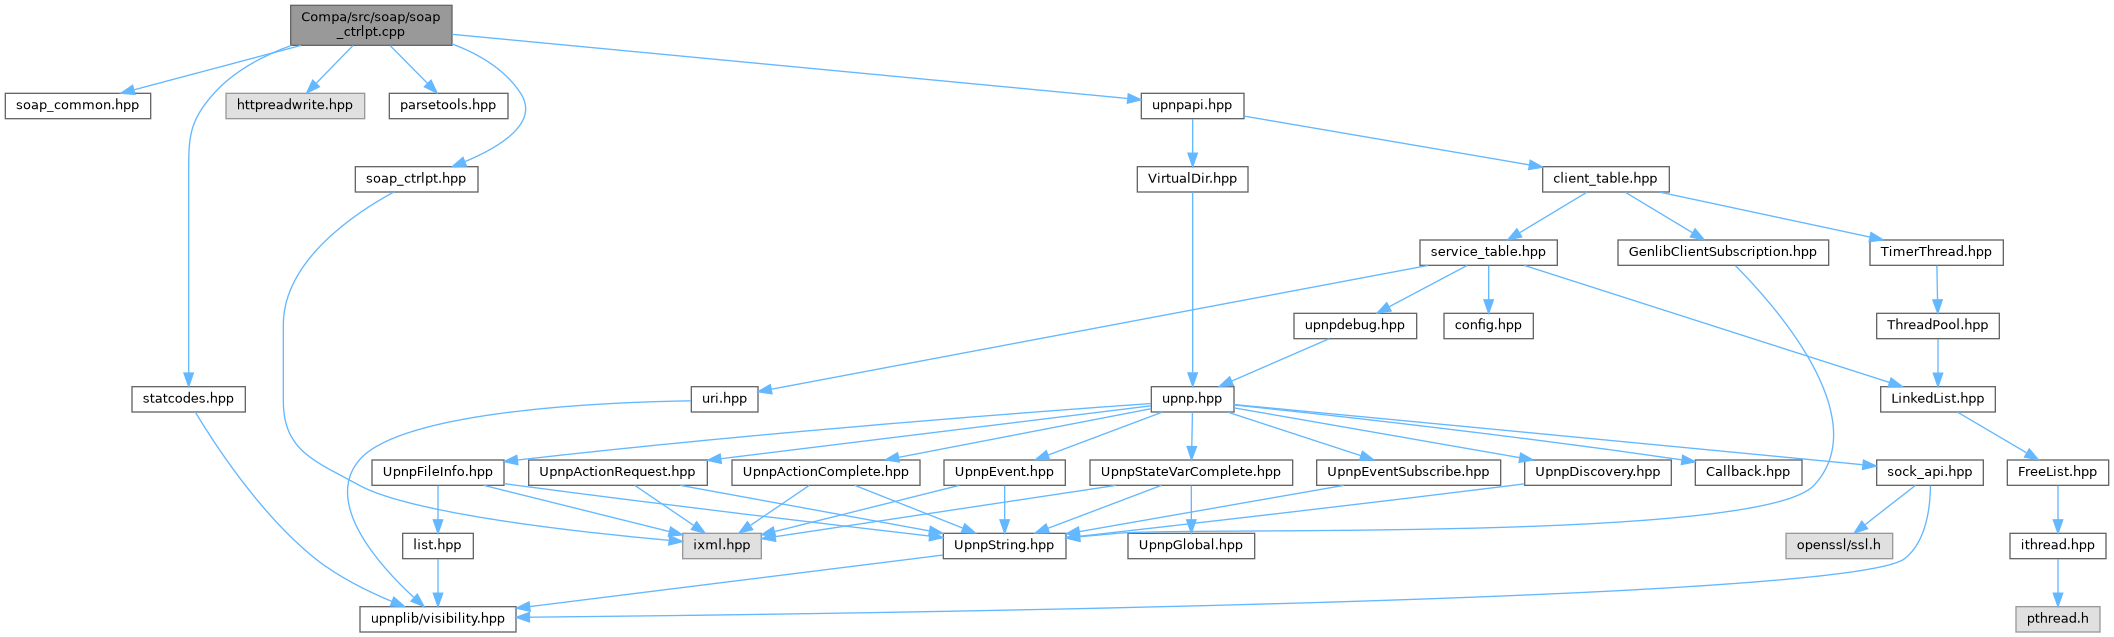 Compa/src/soap/soap
_ctrlpt.cpp
soap_common.hpp
httpreadwrite.hpp
parsetools.hpp
upnpapi.hpp
soap_ctrlpt.hpp
VirtualDir.hpp
client_table.hpp
service_table.hpp
GenlibClientSubscription.hpp
TimerThread.hpp
upnpdebug.hpp
config.hpp
ThreadPool.hpp
statcodes.hpp
uri.hpp
upnp.hpp
LinkedList.hpp
UpnpFileInfo.hpp
UpnpActionRequest.hpp
UpnpActionComplete.hpp
UpnpEvent.hpp
UpnpStateVarComplete.hpp
UpnpEventSubscribe.hpp
UpnpDiscovery.hpp
Callback.hpp
sock_api.hpp
FreeList.hpp
list.hpp
ixml.hpp
UpnpString.hpp
UpnpGlobal.hpp
openssl/ssl.h
ithread.hpp
upnplib/visibility.hpp
pthread.h